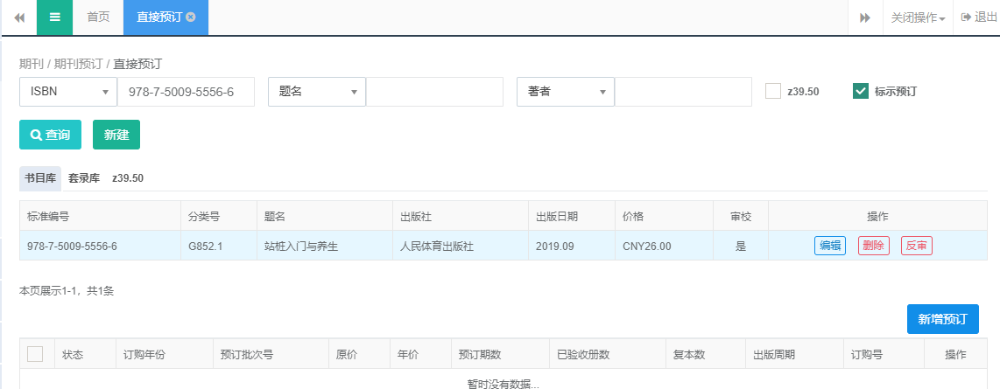 首页 直接预订 关闭操作 退出
期刊 / 期刊预订 / 直接预订
ISBN 978-7-5009-5556-6 题名 著者 z39.50 标示预订
查询 新建
书目库 套录库 z39.50
标准编号 分类号 题名 出版社 出版日期 价格 审校 操作
978-7-5009-5556-6 G852.1 站桩入门与养生 人民体育出版社 2019.09 CNY26.00 是 编辑 删除 反审
本页展示1-1，共1条
新增预订
状态 订购年份 预订批次号 原价 年价 预订期数 已验收册数 复本数 出版周期 订购号 操作
暂时没有数据...